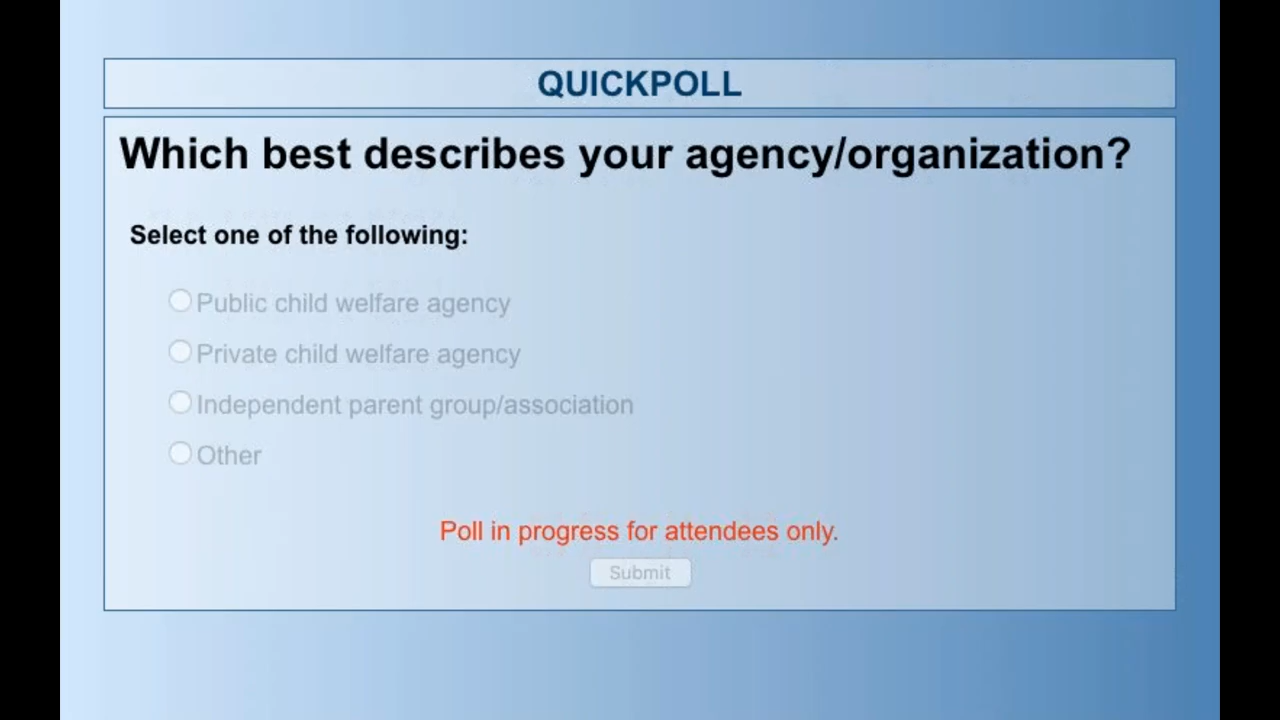 QUICKPOLL
Which best describes your agency/organization?
Select one of the following:
Public child welfare agency
Private child welfare agency
Independent parent group/association
Other
Poll in progress for attendees only.
Submit